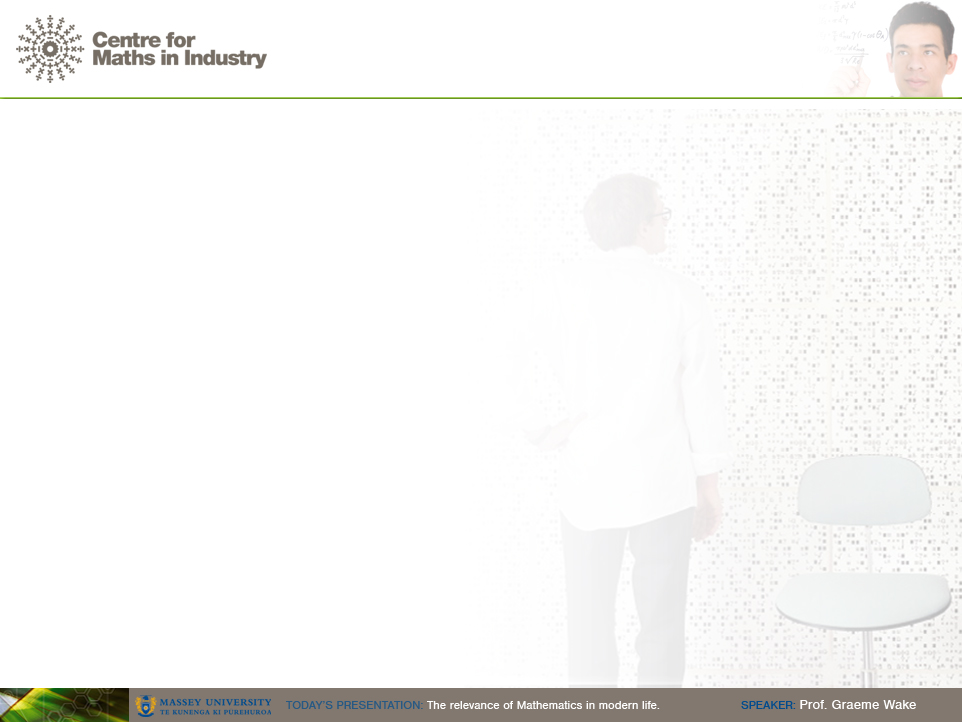 Centre for
Maths in Industry
MASSEY UNIVERSITY
TE KUNENGA KI PŪREHUROA
TODAY'S PRESENTATION: The relevance of Mathematics in modern life.
SPEAKER: Prof. Graeme Wake